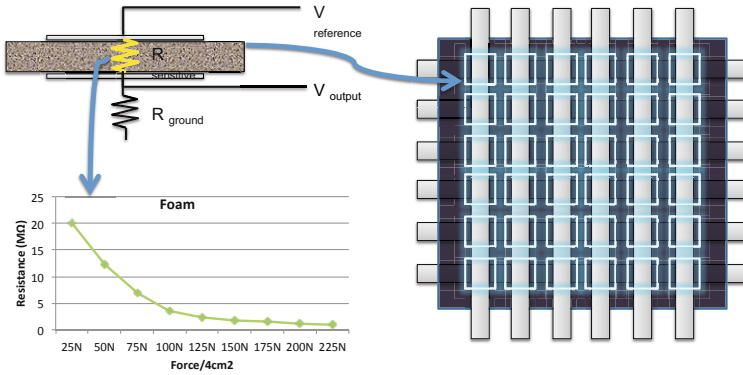 V
reference
R
sensitive
V output
R ground
Foam
Resistance (MΩ)
25
20
15
10
5
0
25N 50N 75N 100N 125N 150N 175N 200N 225N
Force/4cm2